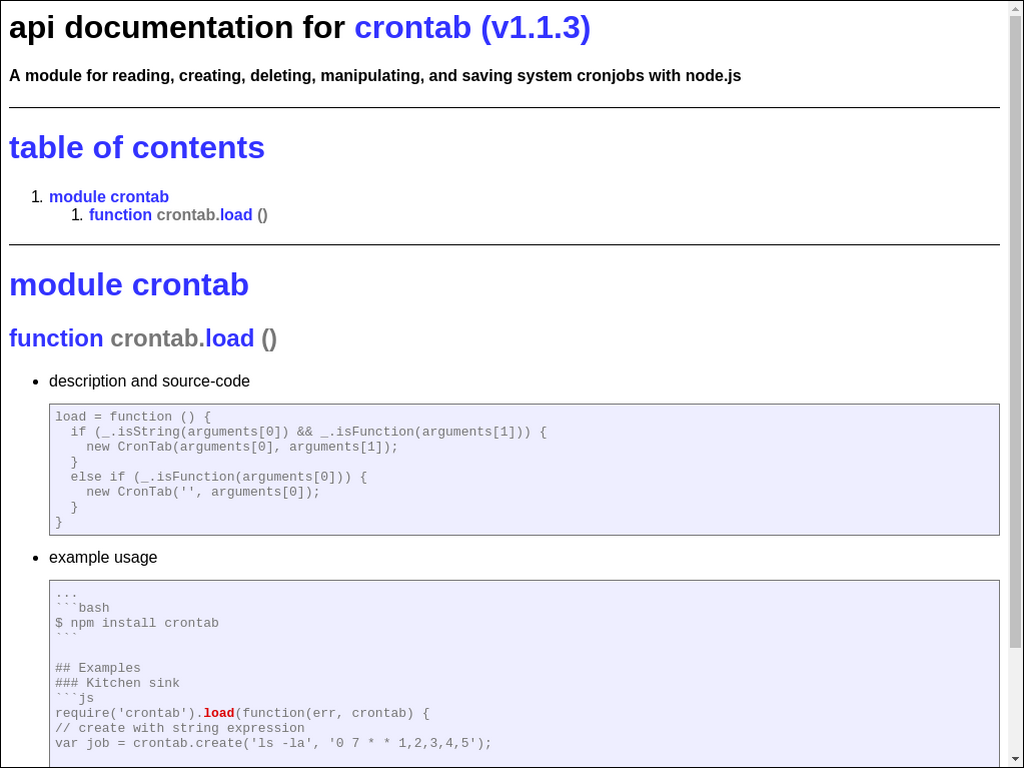 api documentation for crontab (v1.1.3)
A module for reading, creating, deleting, manipulating, and saving system cronjobs with node.js
table of contents
1. module crontab
1. function crontab.load ()
module crontab
function crontab.load ()
• description and source-code
load = function () {
  if (_.isString(arguments[0]) && _.isFunction(arguments[1])) {
    new CronTab(arguments[0], arguments[1]);
  }
  else if (_.isFunction(arguments[0])) {
    new CronTab('', arguments[0]);
  }
}
• example usage
...
```bash
$ npm install crontab
```
## Examples
### Kitchen sink
```js
require('crontab').load(function(err, crontab) {
// create with string expression
var job = crontab.create('ls -la', '0 7 * * 1,2,3,4,5');